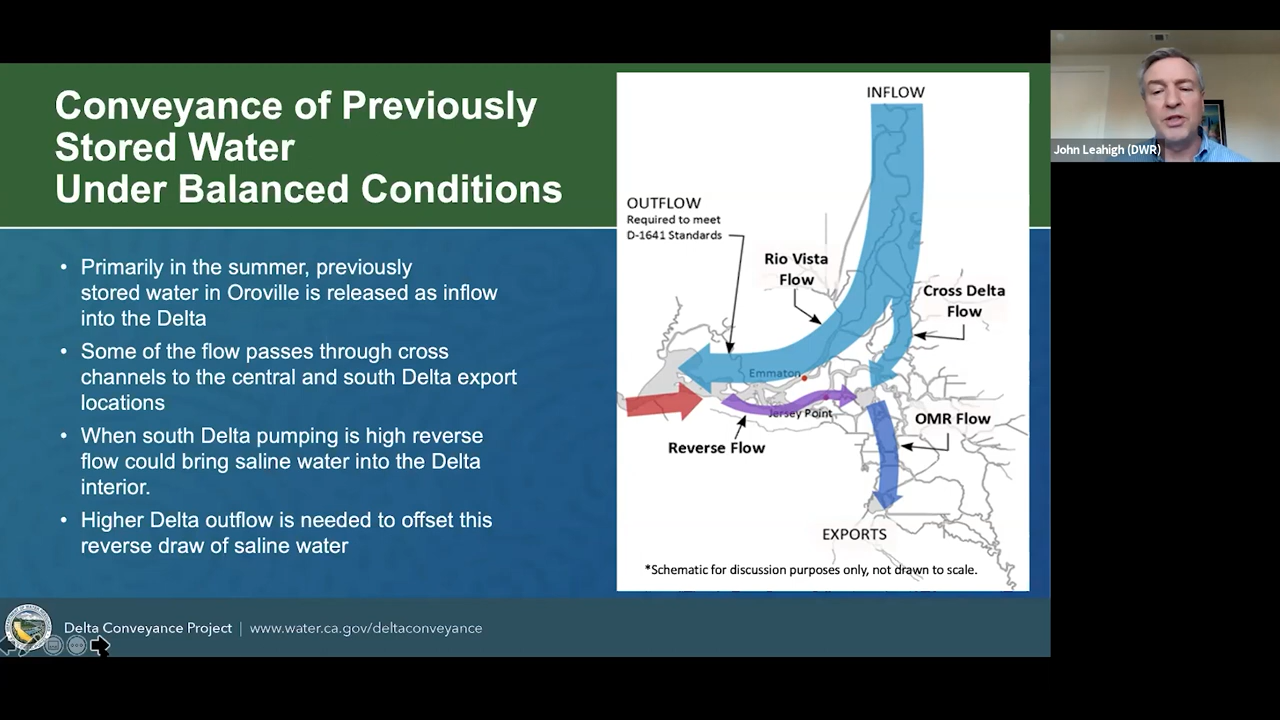 Conveyance of Previously
Stored Water
Under Balanced Conditions
• Primarily in the summer, previously
stored water in Oroville is released as inflow
into the Delta
• Some of the flow passes through cross
channels to the central and south Delta export
locations
• When south Delta pumping is high reverse
flow could bring saline water into the Delta
interior.
• Higher Delta outflow is needed to offset this
reverse draw of saline water
INFLOW
OUTFLOW
Required to meet
D-1641 Standards
Rio Vista
Flow
Cross Delta
Flow
Emmaton
Jersey Point
Reverse Flow
OMR Flow
EXPORTS
*Schematic for discussion purposes only, not drawn to scale.
Delta Conveyance Project | www.water.ca.gov/deltaconveyance
John Leahigh (DWR)